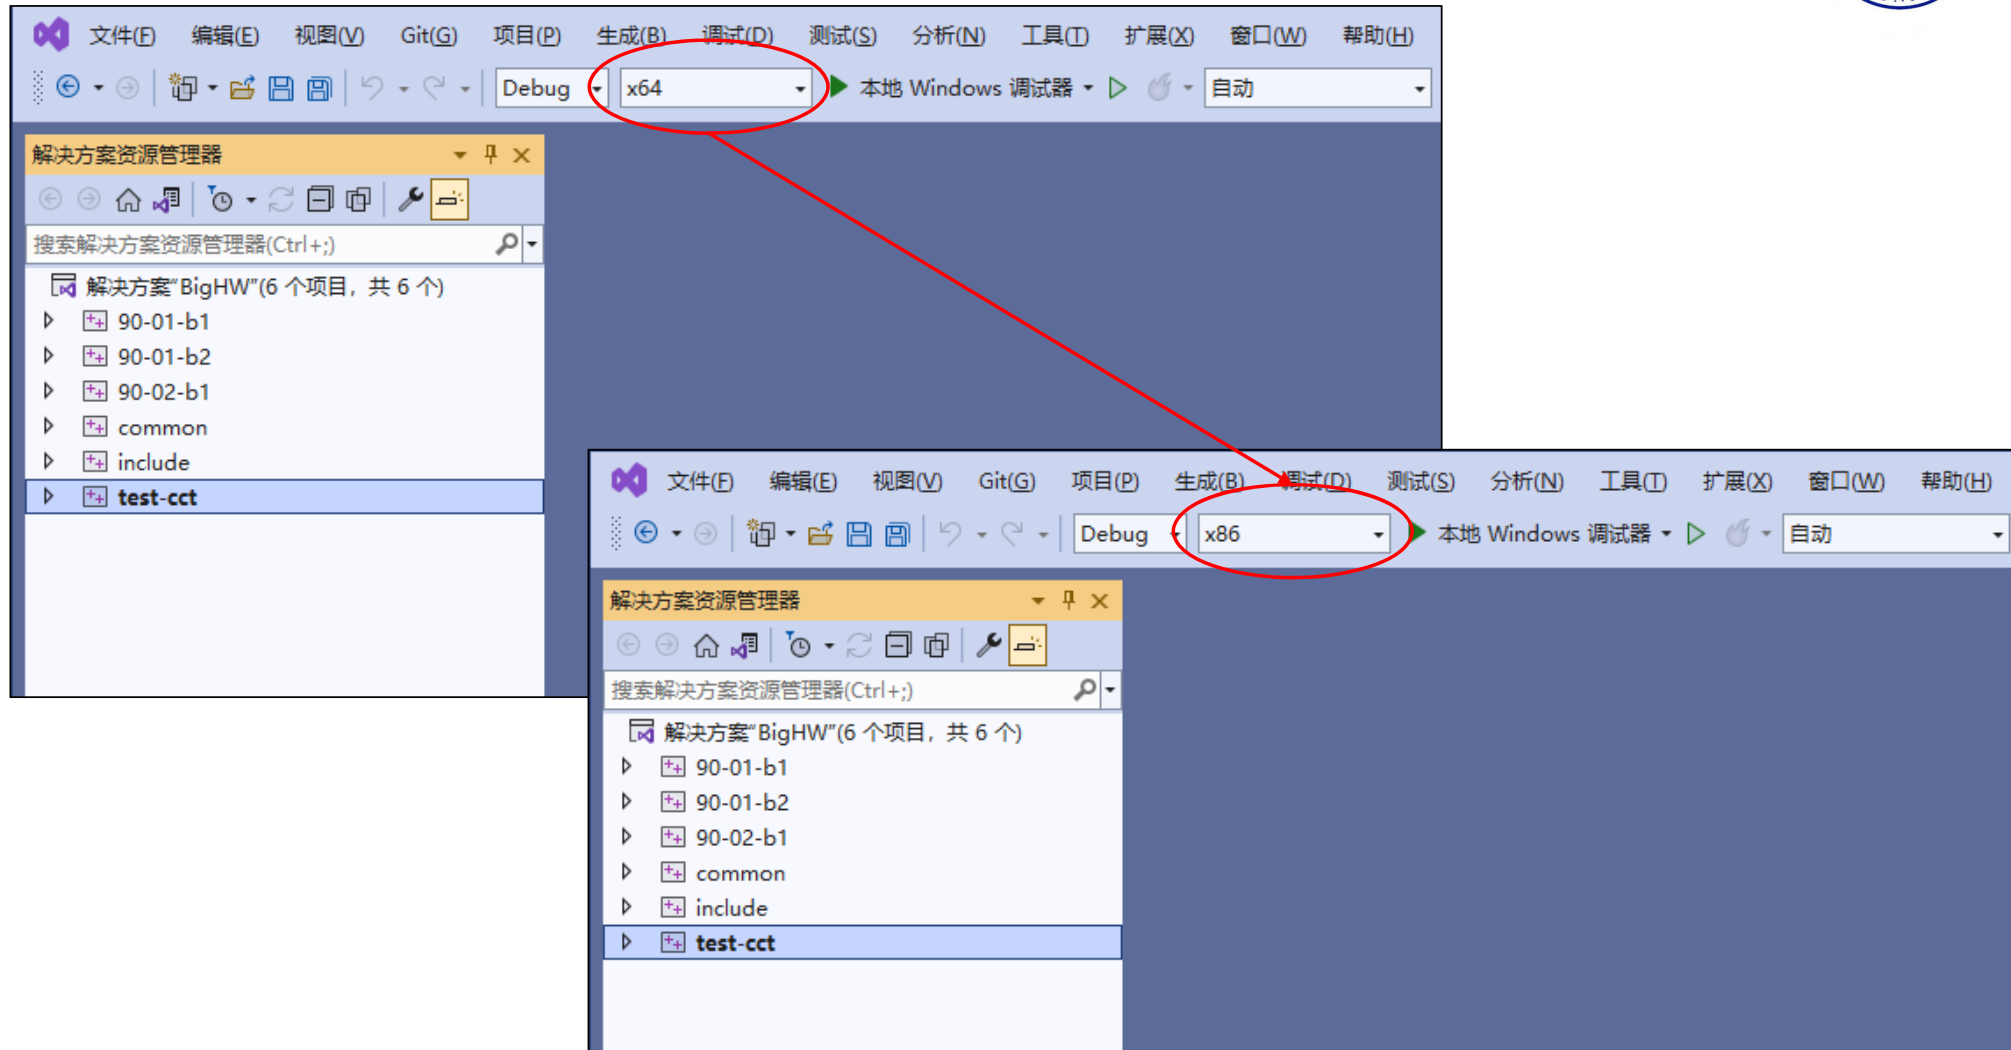 文件(F) 编辑(E) 视图(V) Git(G) 项目(P) 生成(B) 调试(D) 测试(S) 分析(N) 工具(T) 扩展(X) 窗口(W) 帮助(H)
Debug x64 本地 Windows 调试器 自动
解决方案资源管理器
搜索解决方案资源管理器(Ctrl+;)
解决方案"BigHW"(6 个项目，共 6 个)
90-01-b1
90-01-b2
90-02-b1
common
include
test-cct
文件(F) 编辑(E) 视图(V) Git(G) 项目(P) 生成(B) 调试(D) 测试(S) 分析(N) 工具(T) 扩展(X) 窗口(W) 帮助(H)
Debug x86 本地 Windows 调试器 自动
解决方案资源管理器
搜索解决方案资源管理器(Ctrl+;)
解决方案"BigHW"(6 个项目，共 6 个)
90-01-b1
90-01-b2
90-02-b1
common
include
test-cct